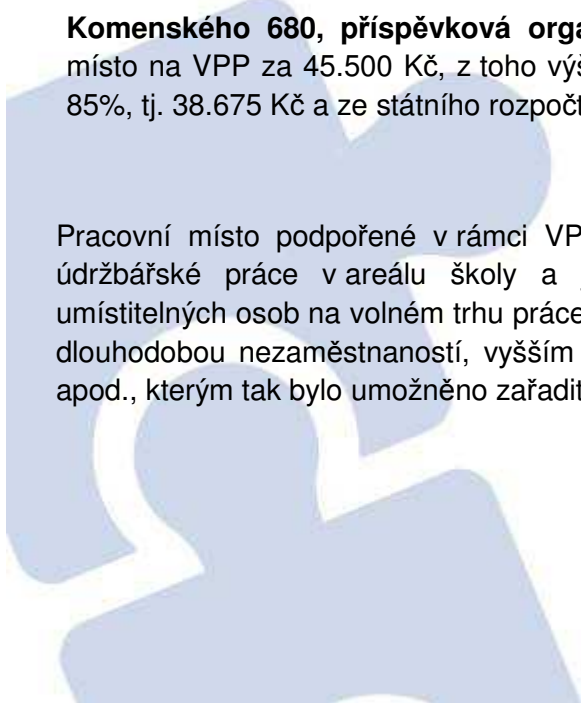 Komenského 680, příspěvková orga
místo na VPP za 45.500 Kč, z toho výš
85%, tj. 38.675 Kč a ze státního rozpočt
Pracovní místo podpořené v rámci VP
údržbářské práce v areálu školy a
umístitelných osob na volném trhu práce
dlouhodobou nezaměstnaností, vyšším
apod., kterým tak bylo umožněno zařadit